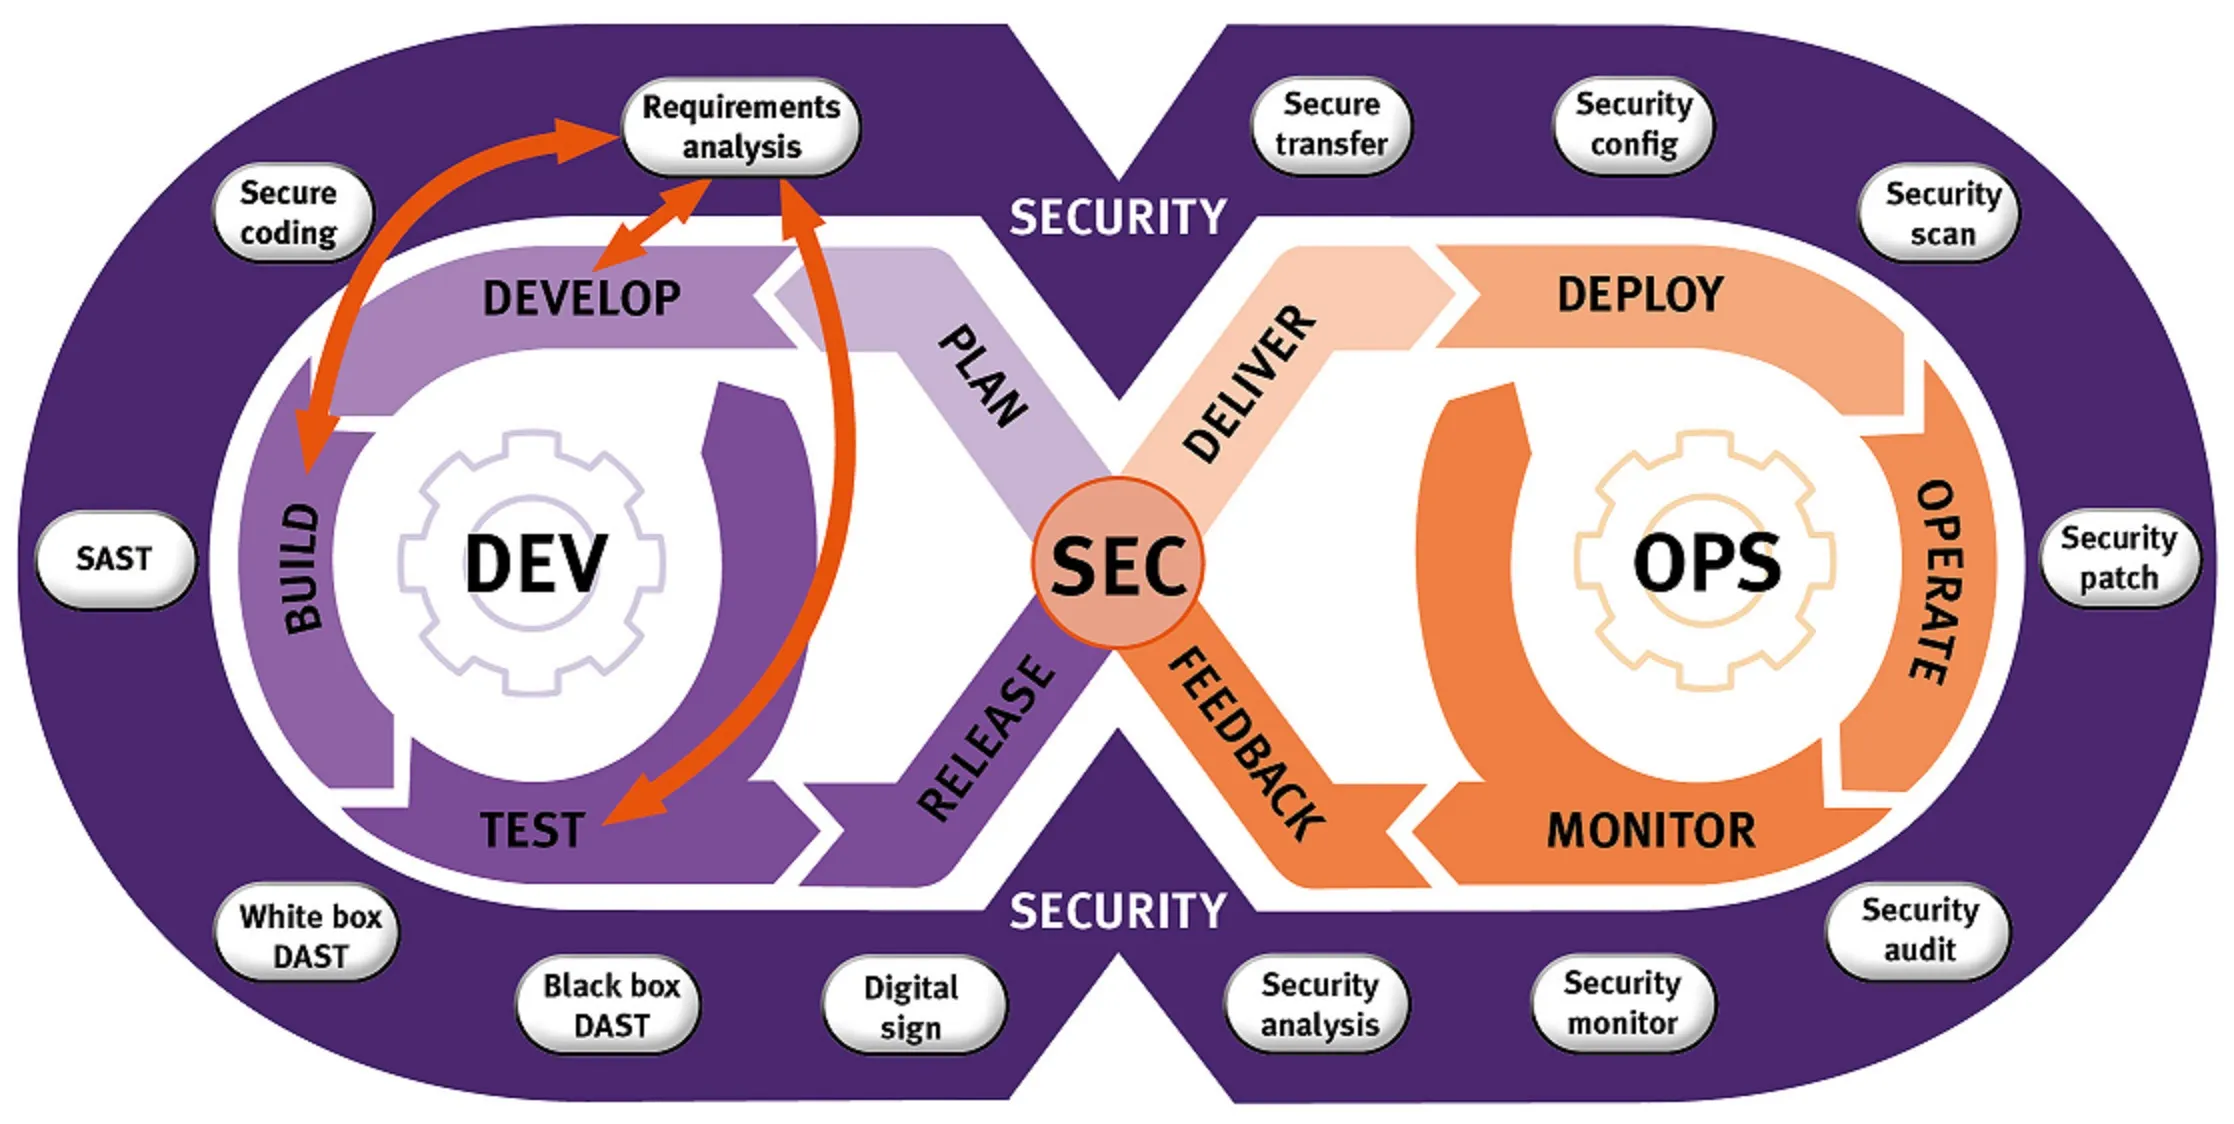 Requirements
analysis
Secure
transfer
Security
config
Secure
coding
Security
scan
SECURITY
DEVELOP
PLAN
DELIVER
DEPLOY
SAST
BUILD
DEV
SEC
OPS
OPERATE
Security
patch
TEST
RELEASE
FEEDBACK
MONITOR
SECURITY
White box
DAST
Black box
DAST
Digital
sign
Security
analysis
Security
monitor
Security
audit